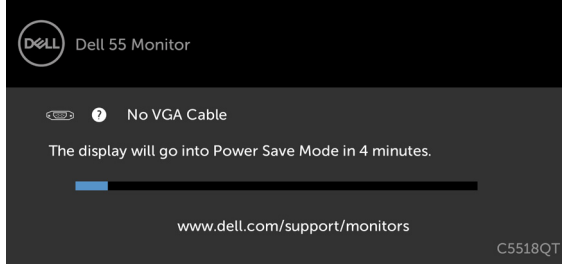 DELL Dell 55 Monitor
? No VGA Cable
The display will go into Power Save Mode in 4 minutes.
www.dell.com/support/monitors
C5518QT